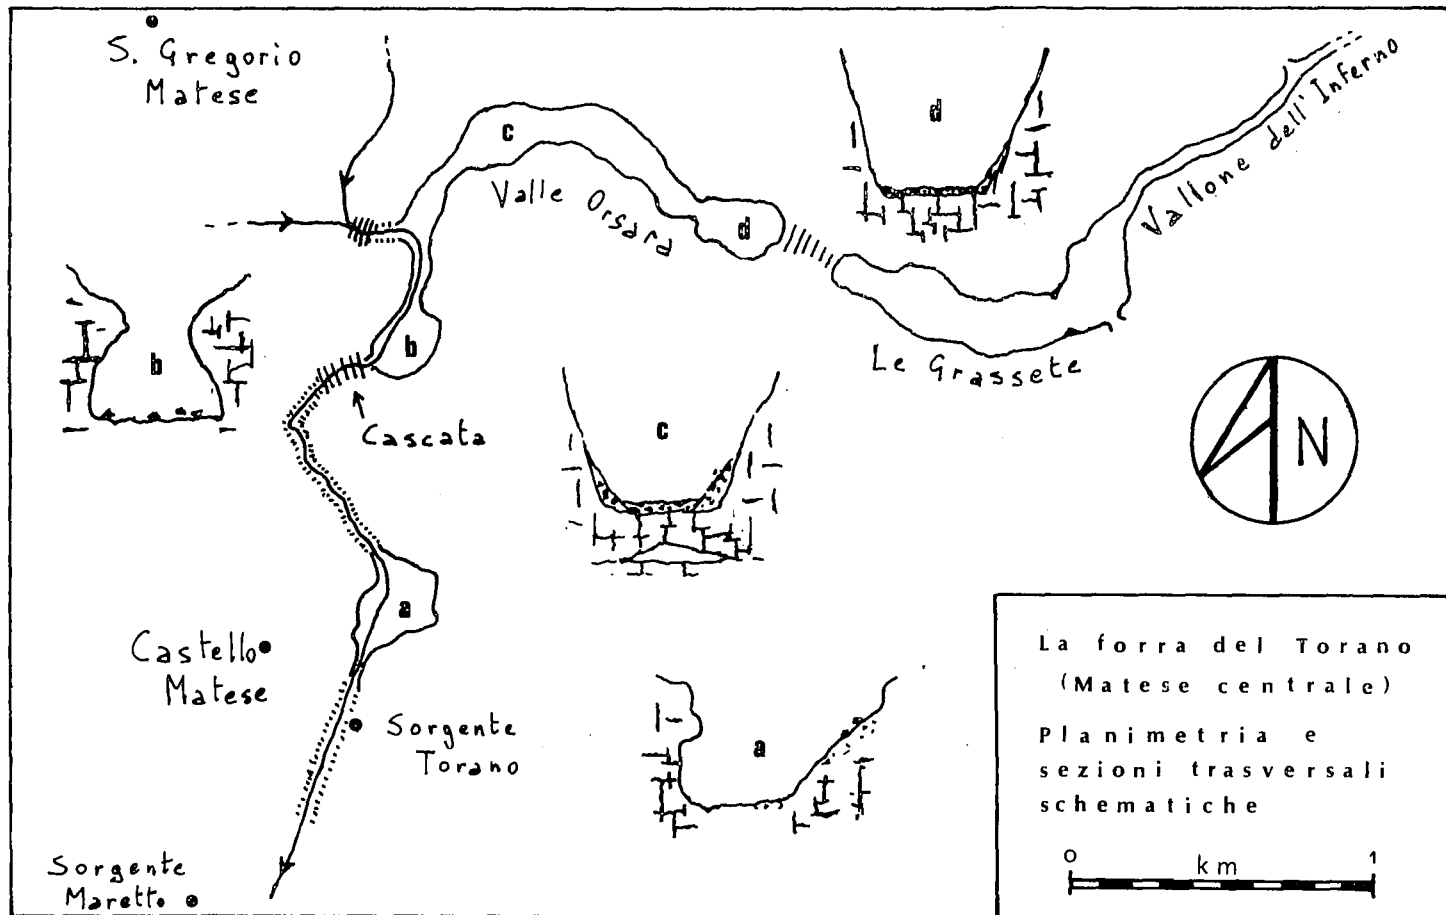 S. Gregorio
Matese
c
Valle Orsara
d
d
Vallone dell'Inferno
Le Grassete
b
b
Cascata
c
N
a
Castello
Matese
Sorgente
Torano
a
Sorgente
Maretto
La forra del Torano
(Matese centrale)
Planimetria e
sezioni trasversali
schematiche
0 km 1